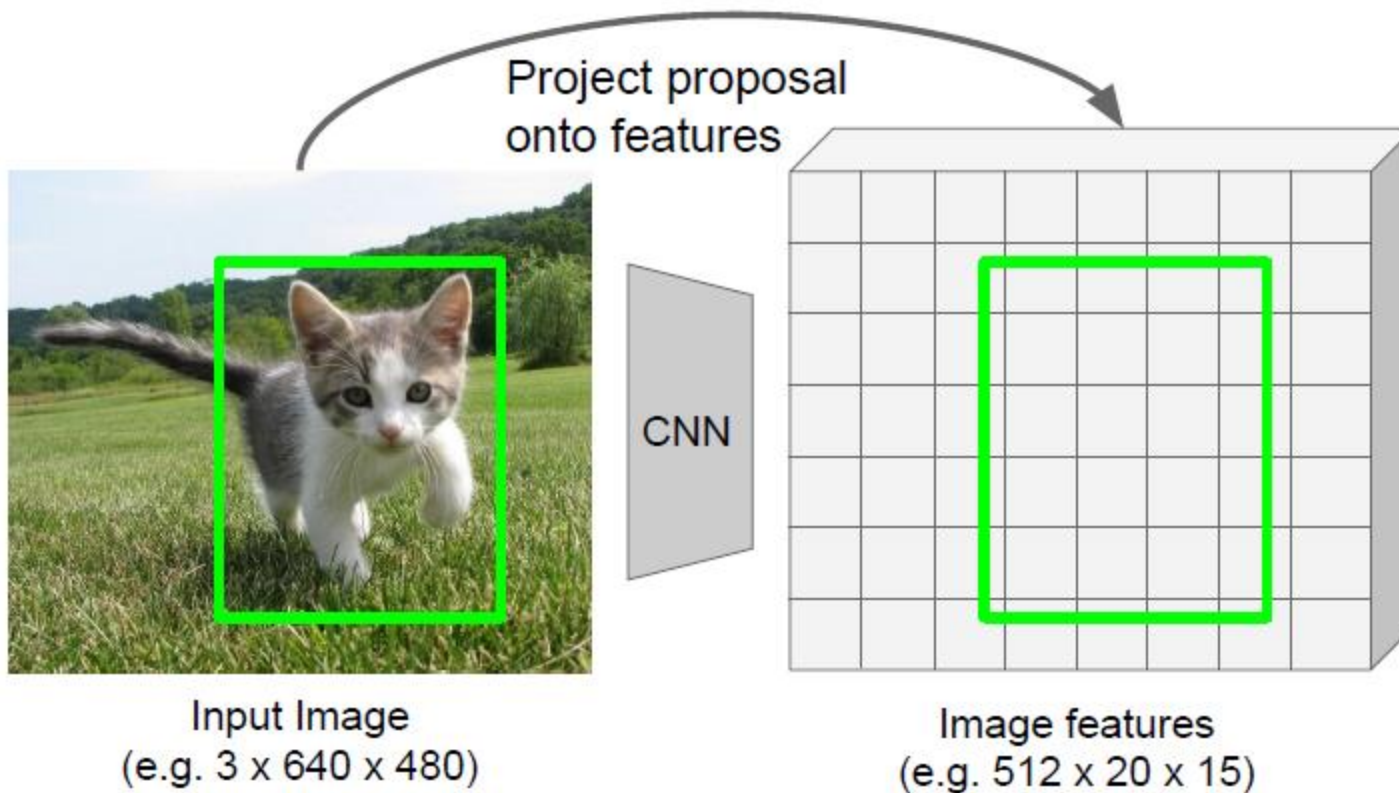 Project proposal
onto features
CNN
Input Image
(e.g. 3 x 640 x 480)
Image features
(e.g. 512 x 20 x 15)